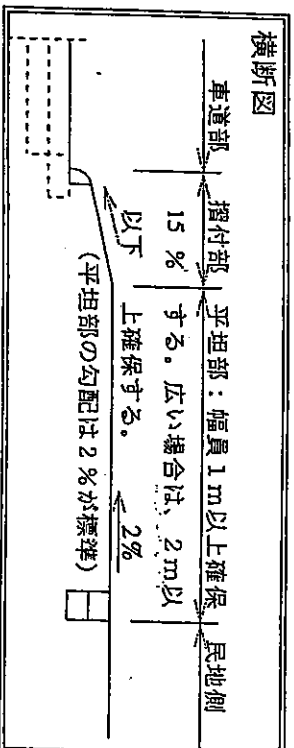 横断図
車道部 摺付部 平坦部：幅員1m以上確保
する。広い場合は、2m以
上確保する。
民地側
15％
以下
2％
(平坦部の勾配は2％が標準)